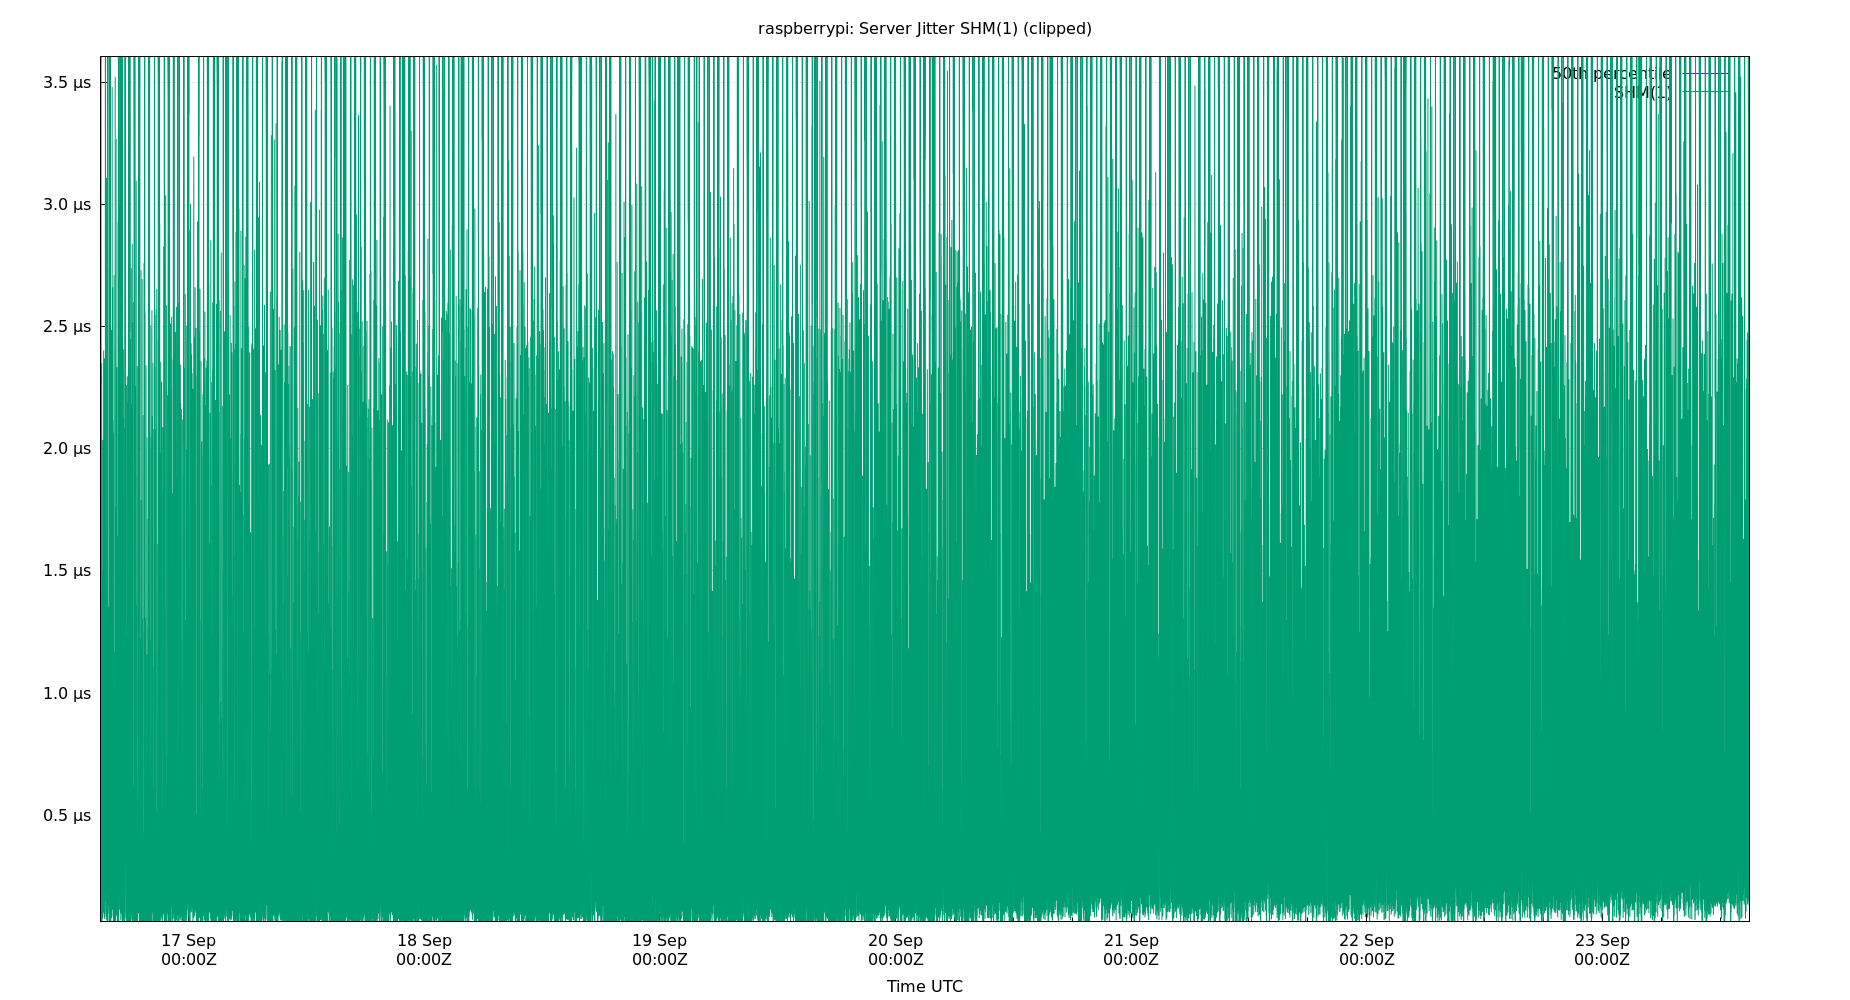 raspberrypi: Server Jitter SHM(1) (clipped)
50th percentile
SHM(1)
3.5 µs
3.0 µs
2.5 µs
2.0 µs
1.5 µs
1.0 µs
0.5 µs
17 Sep 18 Sep 19 Sep 20 Sep 21 Sep 22 Sep 23 Sep
00:00Z 00:00Z 00:00Z 00:00Z 00:00Z 00:00Z 00:00Z
Time UTC